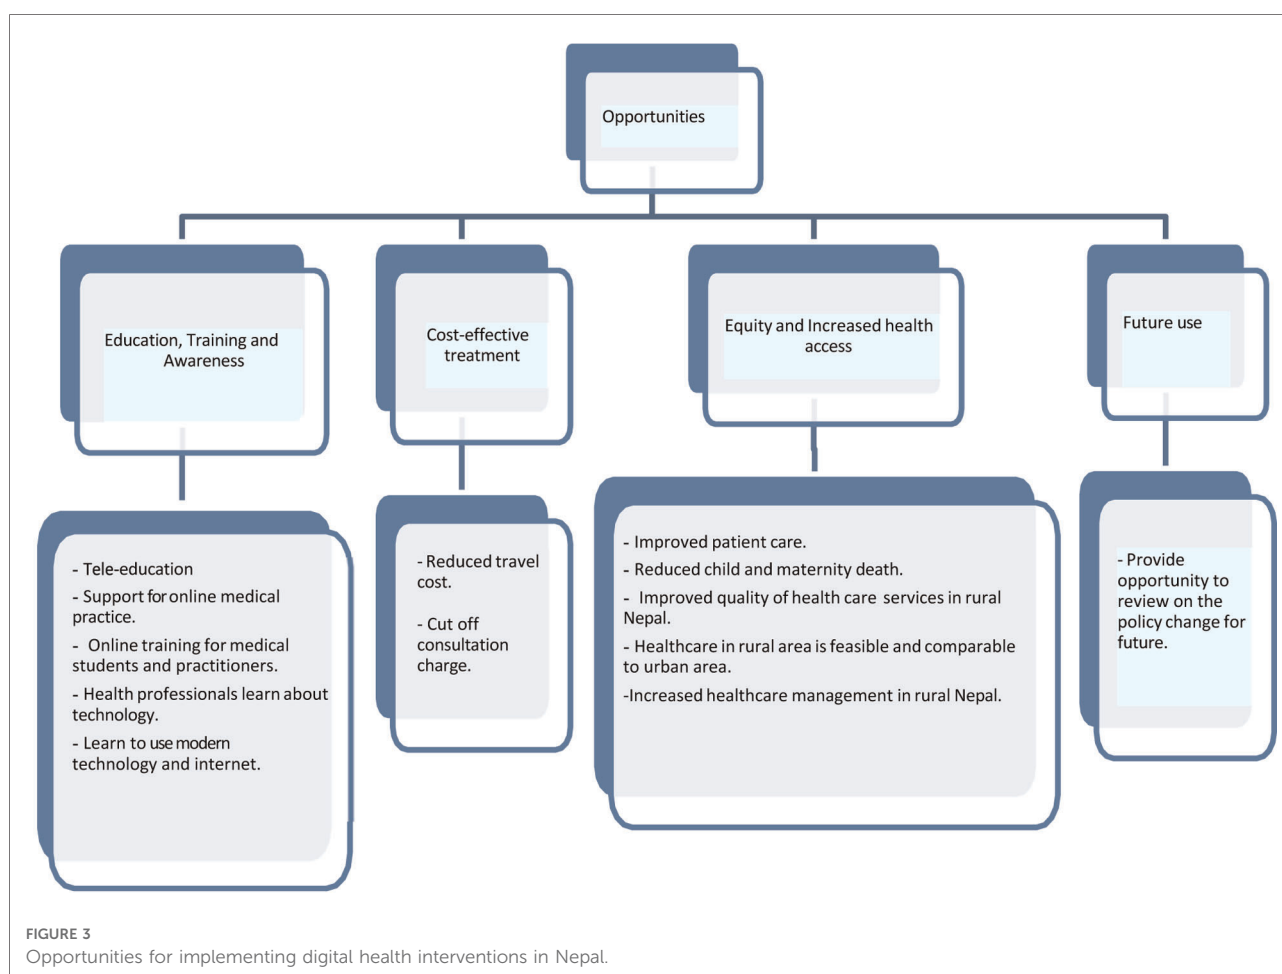 Opportunities
Education, Training and
Awareness
Cost-effective
treatment
Equity and Increased health
access
Future use
- Tele-education
- Support for online medical
practice.
- Online training for medical
students and practitioners.
- Health professionals learn about
technology.
- Learn to use modern
technology and internet.
- Reduced travel
cost.
- Cut off
consultation
charge.
- Improved patient care.
- Reduced child and maternity death.
- Improved quality of health care services in rural
Nepal.
- Healthcare in rural area is feasible and comparable
to urban area.
-Increased healthcare management in rural Nepal.
- Provide
opportunity to
review on the
policy change for
future.
FIGURE 3
Opportunities for implementing digital health interventions in Nepal.